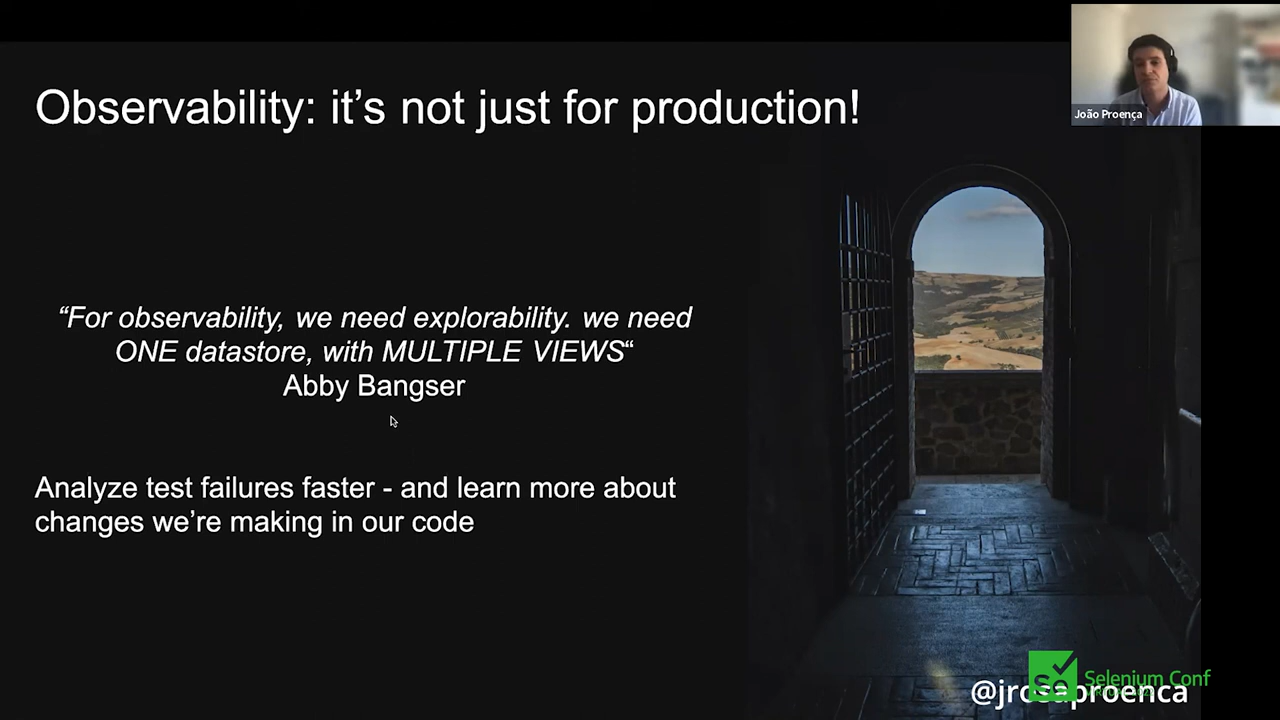 Observability: it's not just for production!
João Proença
“For observability, we need explorability. we need
ONE datastore, with MULTIPLE VIEWS“
Abby Bangser
Analyze test failures faster - and learn more about
changes we're making in our code
Selenium Conf